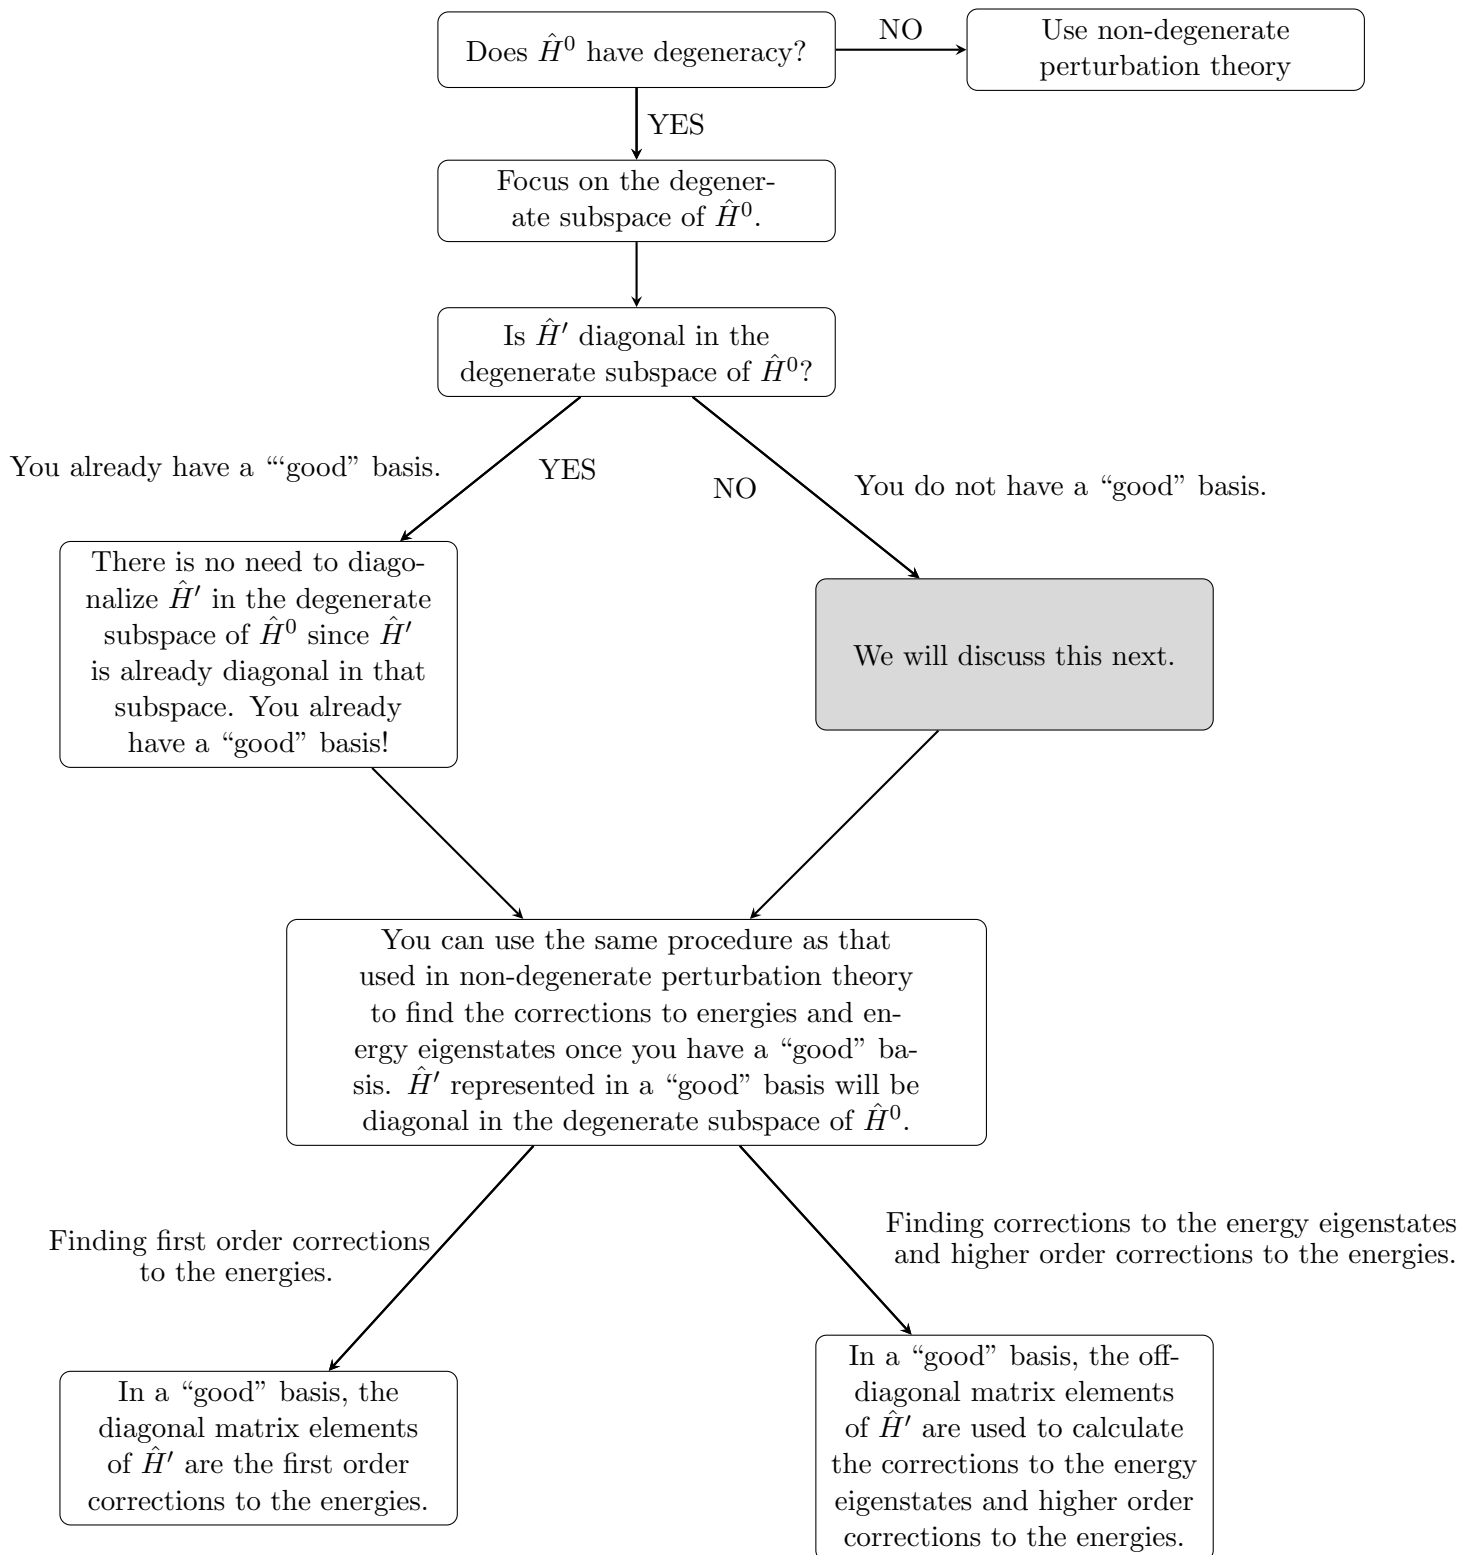 Does Ĥ⁰ have degeneracy?
NO
Use non-degenerate
perturbation theory
YES
Focus on the degener-
ate subspace of Ĥ⁰.
Is Ĥ′ diagonal in the
degenerate subspace of Ĥ⁰?
You already have a “‘good” basis.
YES
NO
You do not have a “good” basis.
There is no need to diago-
nalize Ĥ′ in the degenerate
subspace of Ĥ⁰ since Ĥ′
is already diagonal in that
subspace. You already
have a “good” basis!
We will discuss this next.
You can use the same procedure as that
used in non-degenerate perturbation theory
to find the corrections to energies and en-
ergy eigenstates once you have a “good” ba-
sis. Ĥ′ represented in a “good” basis will be
diagonal in the degenerate subspace of Ĥ⁰.
Finding first order corrections
to the energies.
Finding corrections to the energy eigenstates
and higher order corrections to the energies.
In a “good” basis, the
diagonal matrix elements
of Ĥ′ are the first order
corrections to the energies.
In a “good” basis, the off-
diagonal matrix elements
of Ĥ′ are used to calculate
the corrections to the energy
eigenstates and higher order
corrections to the energies.